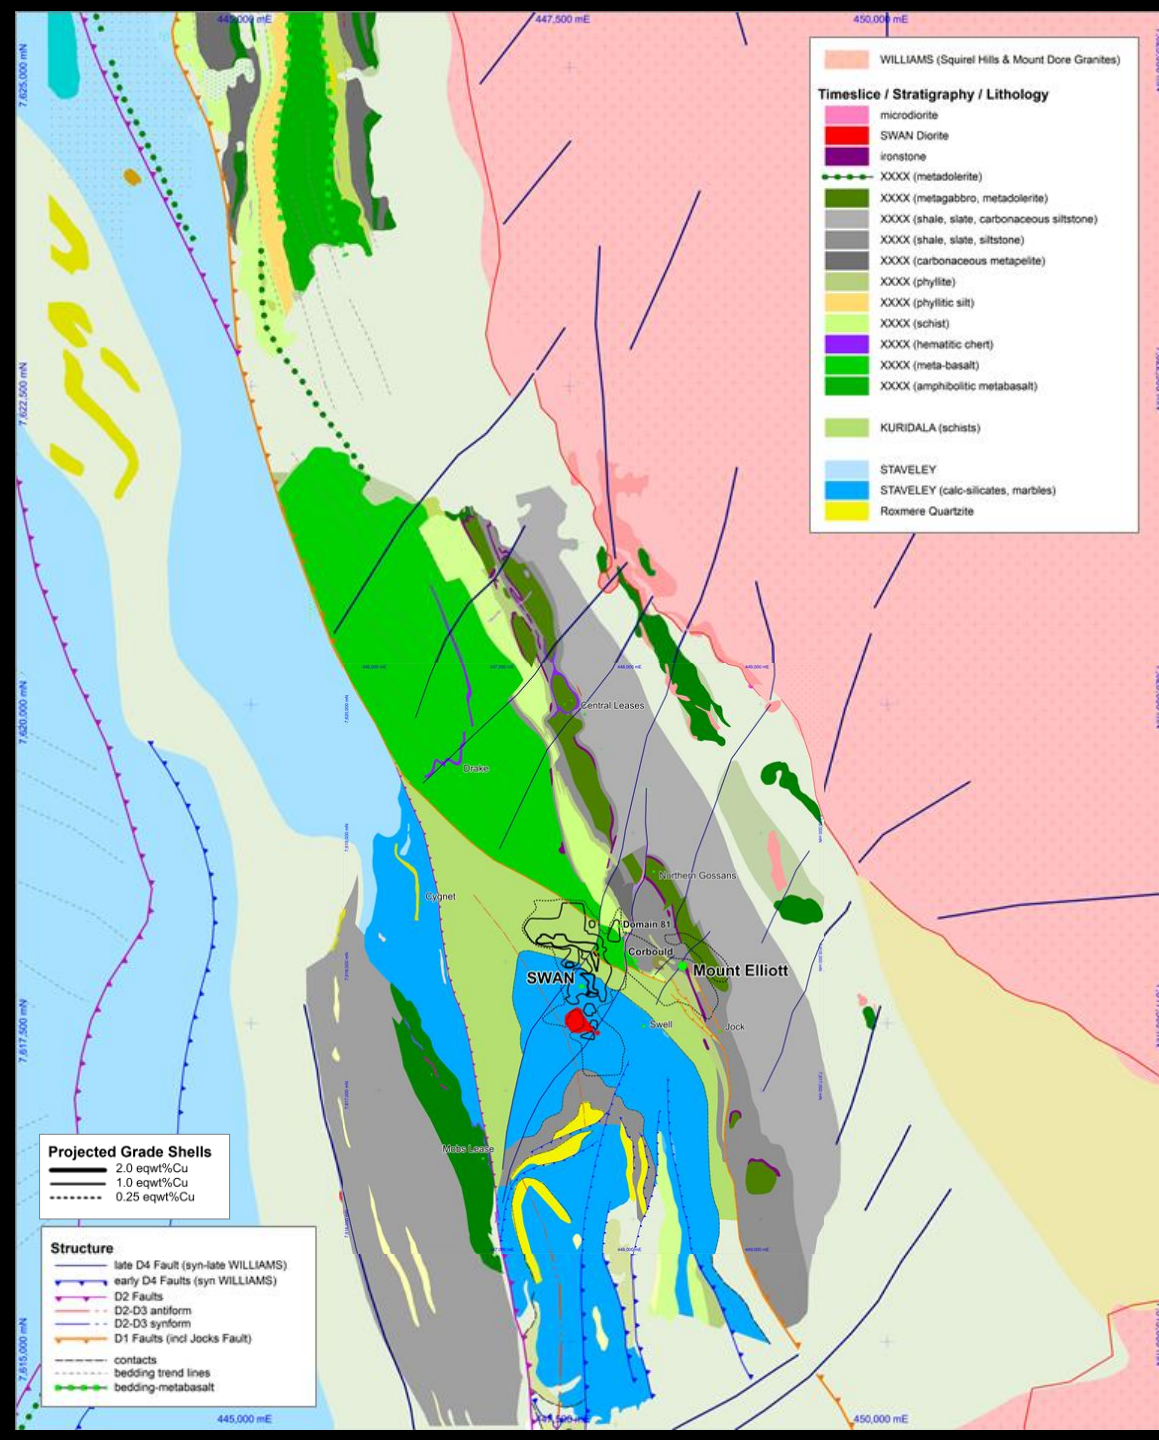 445,000 mE
447,500 mE
450,000 mE
7,625,000 mN
WILLIAMS (Squirel Hills & Mount Dore Granites)
Timeslice / Stratigraphy / Lithology
microdiorite
SWAN Diorite
ironstone
XXXX (metadolerite)
XXXX (metagabbro, metadolerite)
XXXX (shale, slate, carbonaceous siltstone)
XXXX (shale, slate, siltstone)
XXXX (carbonaceous metapelite)
XXXX (phyllite)
XXXX (phyllitic silt)
XXXX (schist)
XXXX (hematitic chert)
XXXX (meta-basalt)
XXXX (amphibolitic metabasalt)
KURIDALA (schists)
STAVELEY
STAVELEY (calc-silicates, marbles)
Roxmere Quartzite
7,622,500 mN
7,620,000 mN
Central Leases
Drake
Northern Gossans
Cygnet
Domain 81
Corbould
Mount Elliott
SWAN
Swell
Jock
7,617,500 mN
Mobs Lease
Projected Grade Shells
2.0 eqwt%Cu
1.0 eqwt%Cu
0.25 eqwt%Cu
Structure
late D4 Fault (syn-late WILLIAMS)
early D4 Faults (syn WILLIAMS)
D2 Faults
D2-D3 antiform
D2-D3 synform
D1 Faults (incl Jocks Fault)
contacts
bedding trend lines
bedding-metabasalt
7,615,000 mN
445,000 mE
447,500 mE
450,000 mE